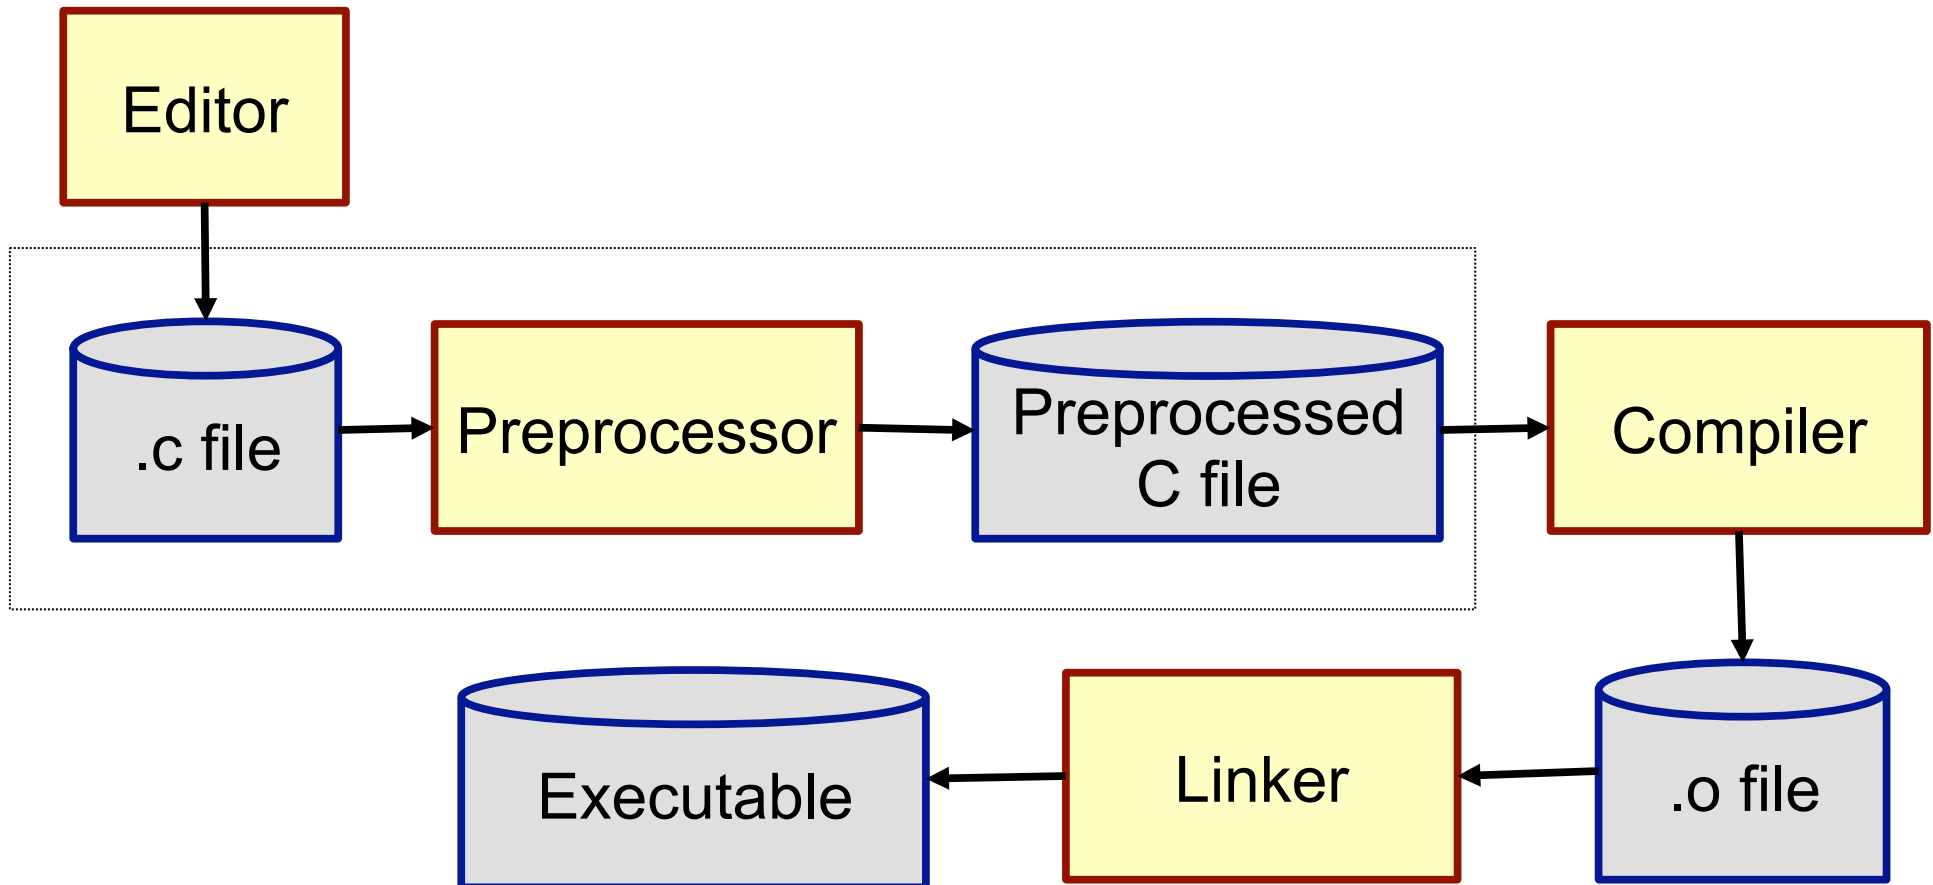 Editor
.c file
Preprocessor
Preprocessed
C file
Compiler
Executable
Linker
.o file